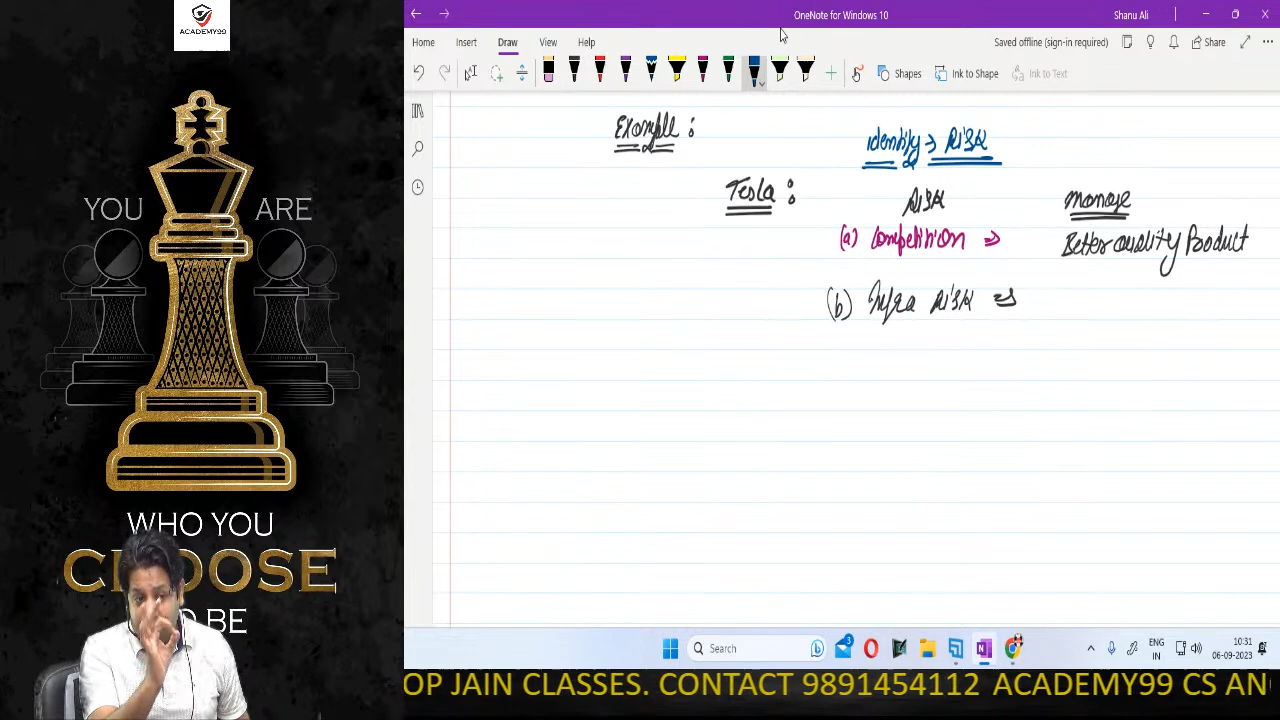 ACADEMY99
YOU ARE
WHO YOU
CHOOSE
TO BE
OneNote for Windows 10
Shanu Ali
Home Insert Draw View Help
Saved offline (sign-in required)
Share
Shapes
Ink to Shape
Ink to Text
Example :
identify → Risk
Tesla :
Risk
Manage
(a) Competition ⇒ Better quality Product
(b) Infra Risk ⇒
Search
3
ENG
IN
10:31
06-09-2023
OP JAIN CLASSES. CONTACT 9891454112 ACADEMY99 CS AN